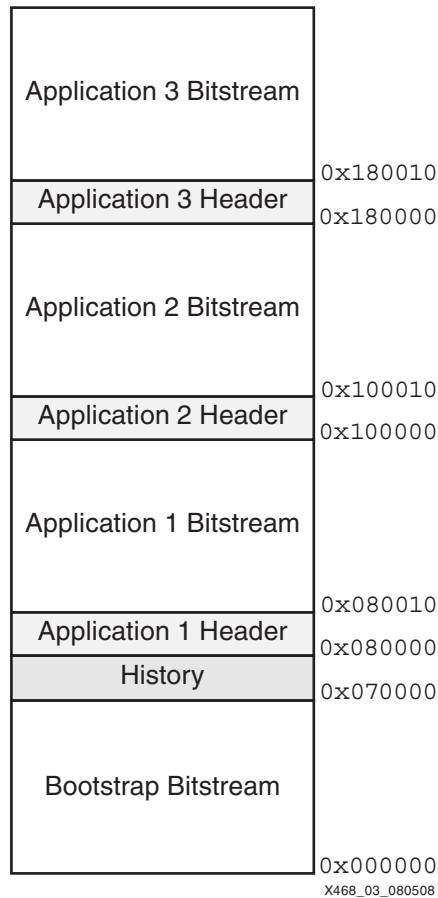 Application 3 Bitstream
0x180010
Application 3 Header
0x180000
Application 2 Bitstream
0x100010
Application 2 Header
0x100000
Application 1 Bitstream
0x080010
Application 1 Header
0x080000
History
0x070000
Bootstrap Bitstream
0x000000
X468_03_080508